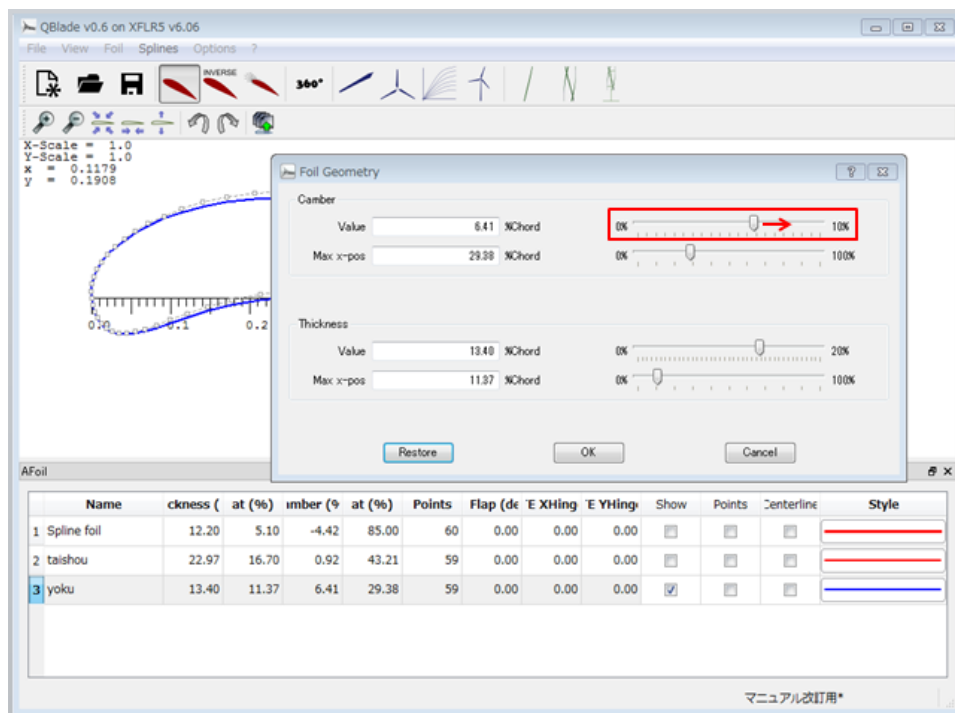 QBlade v0.6 on XFLR5 v6.06
File View Foil Splines Options ?
INVERSE
360°
X-Scale = 1.0
Y-Scale = 1.0
x = 0.1179
y = 0.1908
0.0 0.1 0.2
Foil Geometry
Camber
Value 6.41 %Chord 0% 10%
Max x-pos 29.38 %Chord 0% 100%
Thickness
Value 13.40 %Chord 0% 20%
Max x-pos 11.37 %Chord 0% 100%
Restore OK Cancel
AFoil
Name ckness ( at (%) ımber (% at (%) Points Flap (de E XHing E YHing Show Points Centerline Style
1 Spline foil 12.20 5.10 -4.42 85.00 60 0.00 0.00 0.00
2 taishou 22.97 16.70 0.92 43.21 59 0.00 0.00 0.00
3 yoku 13.40 11.37 6.41 29.38 59 0.00 0.00 0.00
マニュアル改訂用*